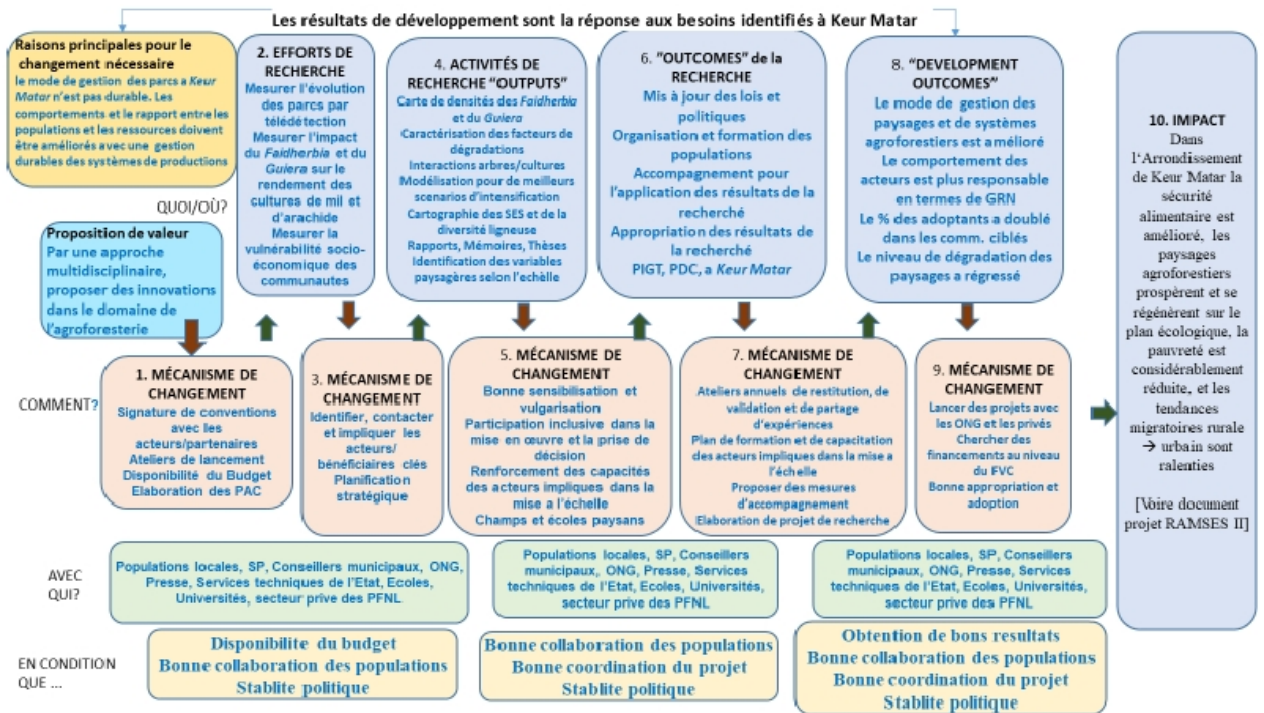 Les résultats de développement sont la réponse aux besoins identifiés à Keur Matar
Raisons principales pour le
changement nécessaire
le mode de gestion des parcs a Keur
Matar n'est pas durable. Les
comportements et le rapport entre les
populations et les ressources doivent
être améliorés avec une gestion
durables des systèmes de productions
QUOI/OÙ?
Proposition de valeur
Par une approche
multidisciplinaire,
proposer des innovations
dans le domaine de
l'agroforesterie
2. EFFORTS DE
RECHERCHE
Mesurer l'évolution
des parcs par
télédétection
Mesurer l'impact
du Faidherbia et du
Guiera sur le
rendement des
cultures de mil et
d'arachide
Mesurer la
vulnérabilité socio-
économique des
communautes
4. ACTIVITÉS DE
RECHERCHE "OUTPUTS"
Carte de densités des Faidherbia
et du Guiera
Caractérisation des facteurs de
dégradations
Interactions arbres/cultures
Modélisation pour de meilleurs
scenarios d'intensification
Cartographie des SES et de la
diversité ligneuse
Rapports, Mémoires, Thèses
Identification des variables
paysagères selon l'echèlle
6. "OUTCOMES" de la
RECHERCHE
Mis à jour des lois et
politiques
Organisation et formation des
populations
Accompagnement pour
l'application des résultats de la
recherché
Appropriation des résultats de
la recherché
PIGT, PDC, a Keur Matar
8. "DEVELOPMENT
OUTCOMES"
Le mode de gestion des
paysages et de systèmes
agroforestiers est amélioré
Le comportement des
acteurs est plus responsable
en termes de GRN
Le % des adoptants a doublé
dans les comm. ciblés
Le niveau de dégradation des
paysages a régressé
10. IMPACT
Dans
l'Arrondissement
de Keur Matar la
sécurité
alimentaire est
amélioré, les
paysages
agroforestiers
prospèrent et se
régénèrent sur le
plan écologique, la
pauvreté est
considérablement
réduite, et les
tendances
migratoires rurale
→ urbain sont
ralenties
[Voire document
projet RAMSES II]
COMMENT?
1. MÉCANISME DE
CHANGEMENT
Signature de conventions
avec les
acteurs/partenaires
Ateliers de lancement
Disponibilité du Budget
Elaboration des PAC
3. MÉCANISME DE
CHANGEMENT
Identifier, contacter
et impliquer les
acteurs/
bénéficiaires clés
Planification
stratégique
5. MÉCANISME DE
CHANGEMENT
Bonne sensibilisation et
vulgarisation
Participation inclusive dans la
mise en œuvre et la prise de
décision
Renforcement des capacités
des acteurs impliques dans la
mise a l'échelle
Champs et écoles paysans
7. MÉCANISME DE
CHANGEMENT
Ateliers annuels de restitution, de
validation et de partage
d'expériences
Plan de formation et de capacitation
des acteurs impliques dans la mise a
l'échelle
Proposer des mesures
d'accompagnement
Elaboration de projet de recherche
9. MÉCANISME DE
CHANGEMENT
Lancer des projets avec
les ONG et les privés
Chercher des
financements au niveau
du FVC
Bonne appropriation et
adoption
AVEC
QUI?
Populations locales, SP, Conseillers municipaux, ONG,
Presse, Services techniques de l'Etat, Ecoles,
Universités, secteur prive des PFNL
Populations locales, SP, Conseillers
municipaux, ONG, Presse, Services
techniques de l'Etat, Ecoles, Universités,
secteur prive des PFNL
Populations locales, SP, Conseillers
municipaux, ONG, Presse, Services
techniques de l'Etat, Ecoles, Universités,
secteur prive des PFNL
EN CONDITION
QUE ...
Disponibilite du budget
Bonne collaboration des populations
Stablite politique
Bonne collaboration des populations
Bonne coordination du projet
Stablite politique
Obtention de bons resultats
Bonne collaboration des populations
Bonne coordination du projet
Stablite politique